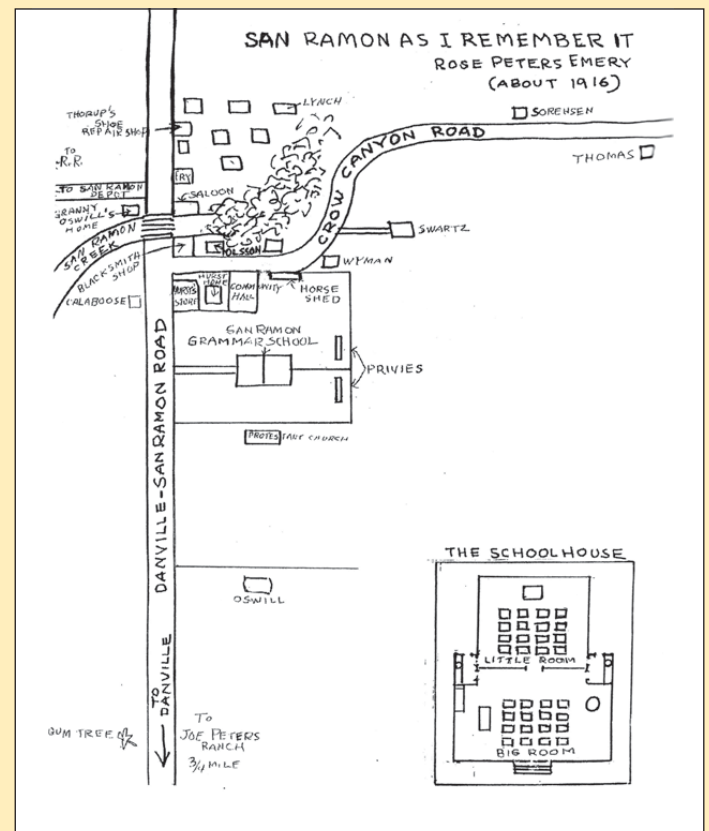 SAN RAMON AS I REMEMBER IT
ROSE PETERS EMERY
(ABOUT 1916)
LYNCH
THORUP'S
SHOE
REPAIR SHOP
SORENSEN
CROW CANYON ROAD
THOMAS
TO
R.R.
TO SAN RAMON
DEPOT
SALOON
GRANNY
OSWILL'S
HOME
SAN RAMON
CREEK
BLACKSMITH
SHOP
OLSSON
SWARTZ
WYMAN
CALABOOSE
STORE
HURST
HOME
HALL
HORSE
SHED
SAN RAMON
GRAMMAR SCHOOL
PRIVIES
PROTESTANT CHURCH
DANVILLE-SAN RAMON ROAD
OSWILL
THE SCHOOLHOUSE
LITTLE ROOM
BIG ROOM
TO
DANVILLE
GUM TREE
To
JOE PETERS
RANCH
3/4 MILE